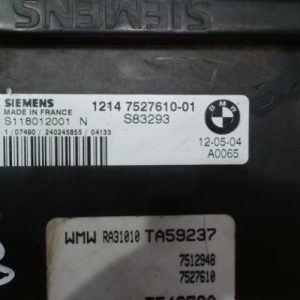 SIEMENS
SIEMENS
MADE IN FRANCE
1214 7527610-01
BMW
S118012001 N
S83293
12-05-04
A0065
1 / 07490 / 240245855 / 04133
WMW RA31010 TA59237
7512948
7527610